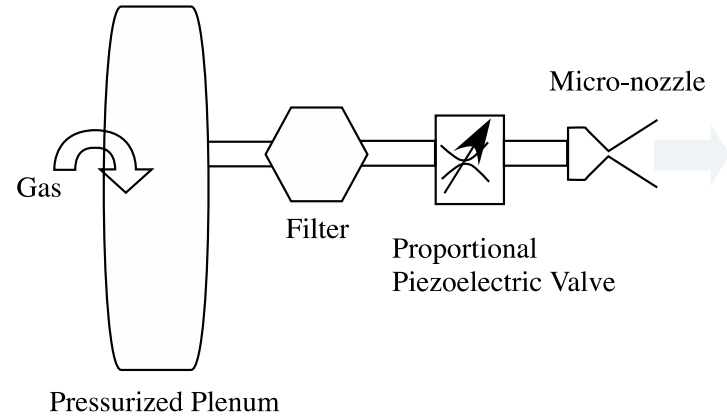 Micro-nozzle
Gas
Filter
Proportional
Piezoelectric Valve
Pressurized Plenum